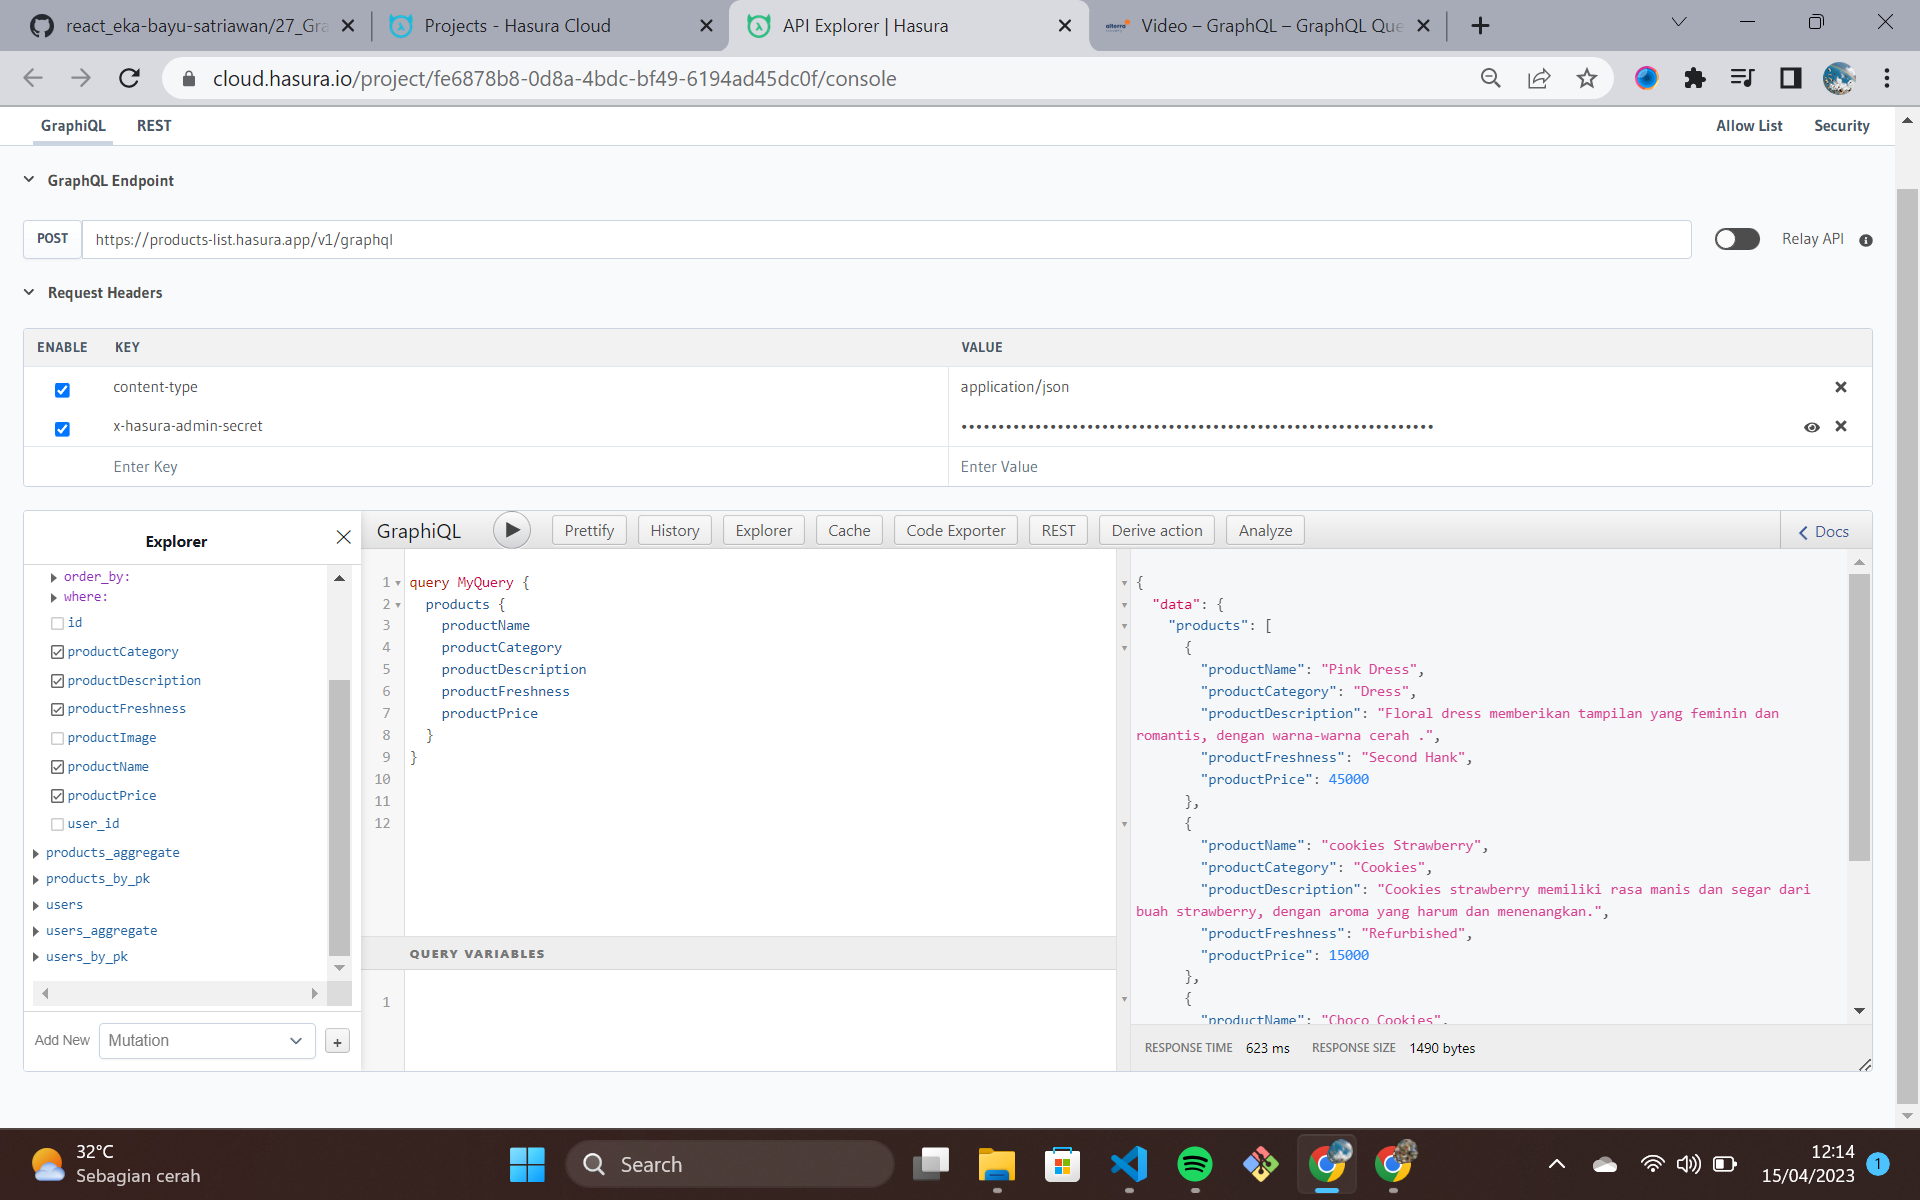 react_eka-bayu-satriawan/27_Gra
Projects - Hasura Cloud
API Explorer | Hasura
alterra
Video – GraphQL – GraphQL Que
cloud.hasura.io/project/fe6878b8-0d8a-4bdc-bf49-6194ad45dc0f/console
GraphiQL REST Allow List Security
GraphQL Endpoint
POST https://products-list.hasura.app/v1/graphql Relay API
Request Headers
ENABLE KEY VALUE
content-type application/json
x-hasura-admin-secret ••••••••••••••••••••••••••••••••••••••••••••••••••••••••••••••••
Enter Key Enter Value
Explorer
order_by:
where:
id
productCategory
productDescription
productFreshness
productImage
productName
productPrice
user_id
products_aggregate
products_by_pk
users
users_aggregate
users_by_pk
Add New Mutation +
GraphiQL Prettify History Explorer Cache Code Exporter REST Derive action Analyze Docs
1 query MyQuery {
2 products {
3 productName
4 productCategory
5 productDescription
6 productFreshness
7 productPrice
8 }
9 }
10
11
12
QUERY VARIABLES
1
{
"data": {
"products": [
{
"productName": "Pink Dress",
"productCategory": "Dress",
"productDescription": "Floral dress memberikan tampilan yang feminin dan
romantis, dengan warna-warna cerah .",
"productFreshness": "Second Hank",
"productPrice": 45000
},
{
"productName": "cookies Strawberry",
"productCategory": "Cookies",
"productDescription": "Cookies strawberry memiliki rasa manis dan segar dari
buah strawberry, dengan aroma yang harum dan menenangkan.",
"productFreshness": "Refurbished",
"productPrice": 15000
},
{
"productName": "Choco Cookies",
RESPONSE TIME 623 ms RESPONSE SIZE 1490 bytes
32°C
Sebagian cerah
Search
12:14
15/04/2023
1